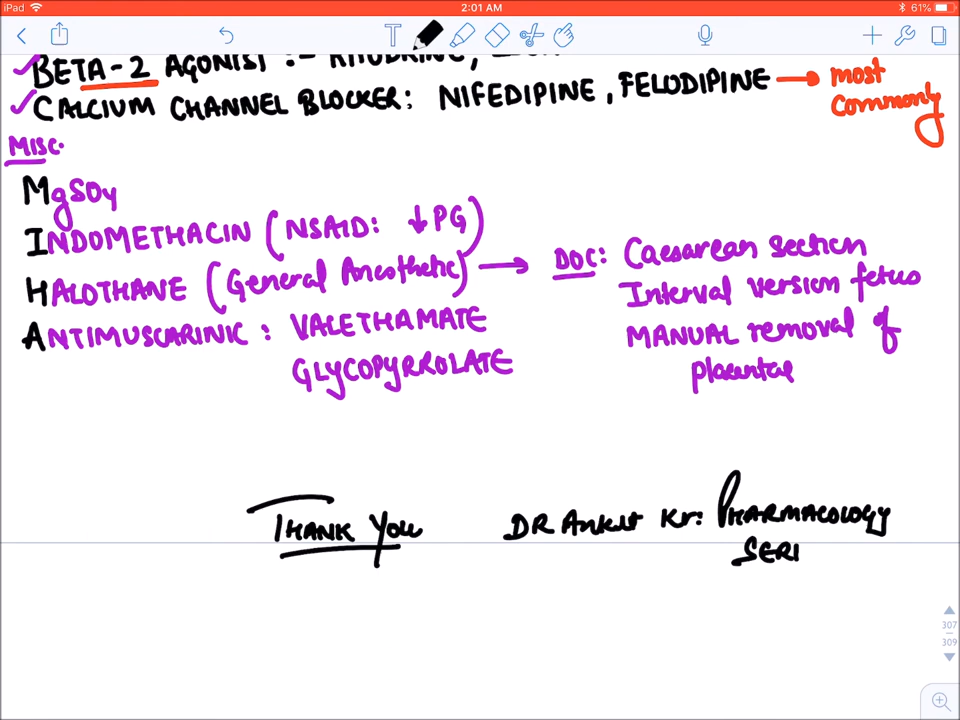 iPad 2:01 AM 61%
BETA-2 AGONIST :-
CALCIUM CHANNEL BLOCKER: NIFEDIPINE, FELODIPINE → most commonly
MISC.
MgSO4
INDOMETHACIN (NSAID: ↓PG)
HALOTHANE (General Anesthetic) → DOC: Caesarean section
Interval version fetus
MANUAL removal of
placental
ANTIMUSCARINIC: VALETHAMATE
GLYCOPYRROLATE
THANK YOU
DR Ankit Kr: PHARMACOLOGY
SERI
307
309